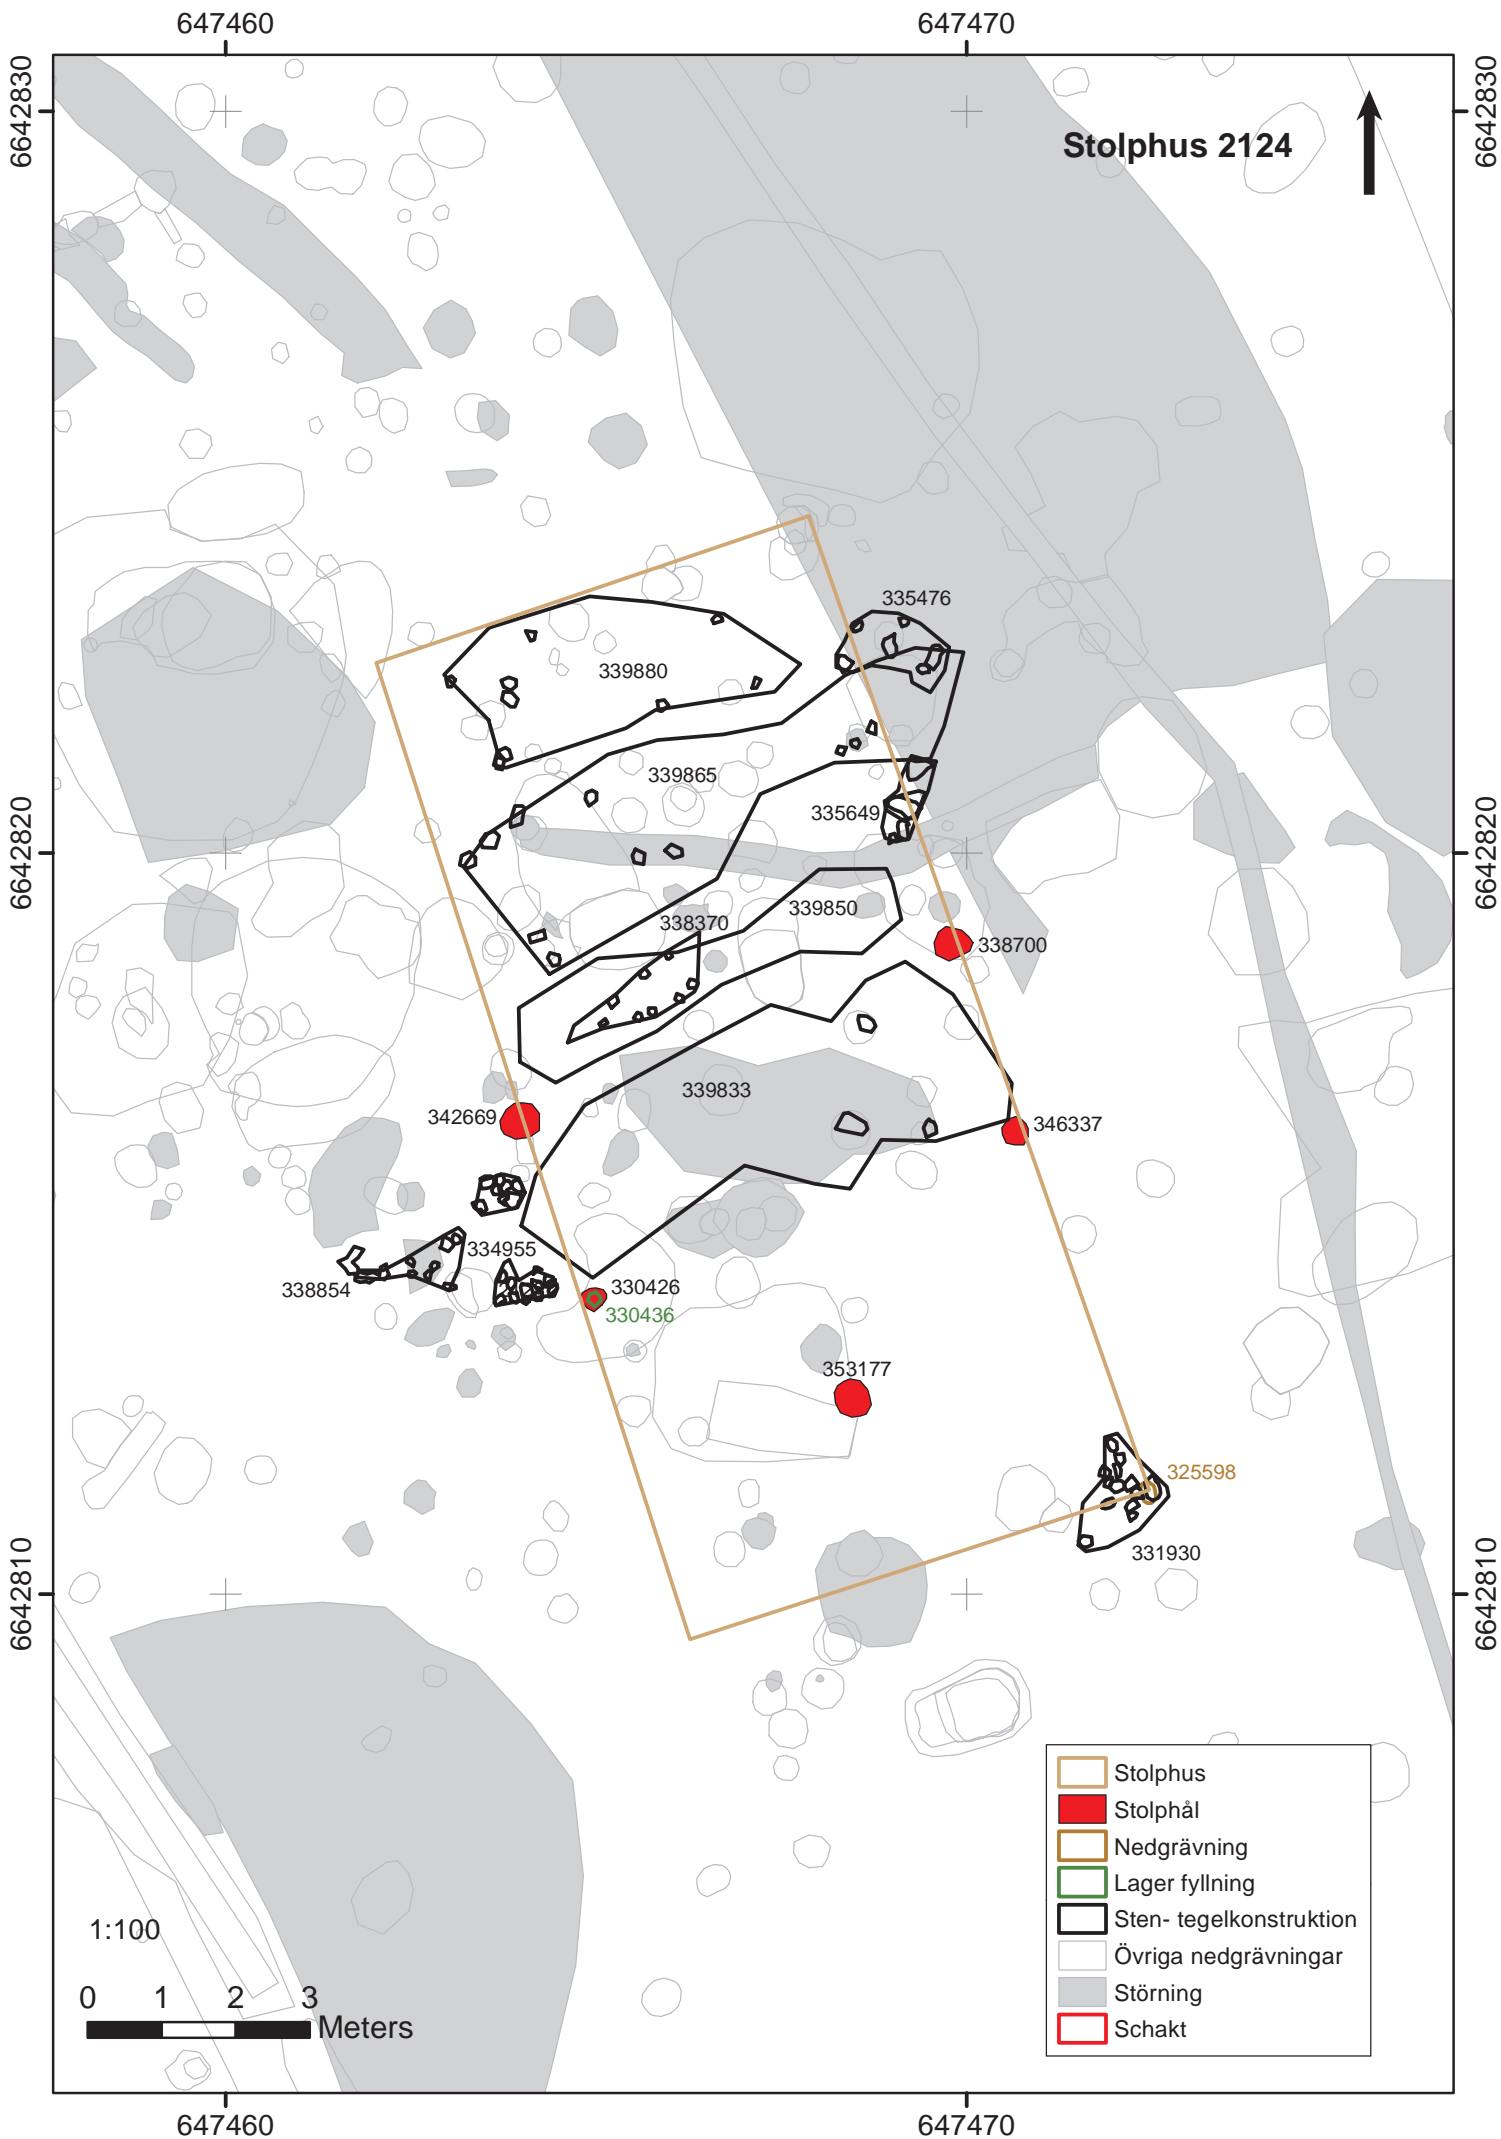 647460
647470
6642830
6642830
Stolphus 2124
335476
339880
339865
335649
6642820
6642820
338370
339850
338700
339833
342669
346337
334955
338854
330426
330436
353177
325598
331930
6642810
6642810
Stolphus
Stolphål
Nedgrävning
Lager fyllning
Sten- tegelkonstruktion
Övriga nedgrävningar
Störning
Schakt
1:100
0 1 2 3
Meters
647460
647470